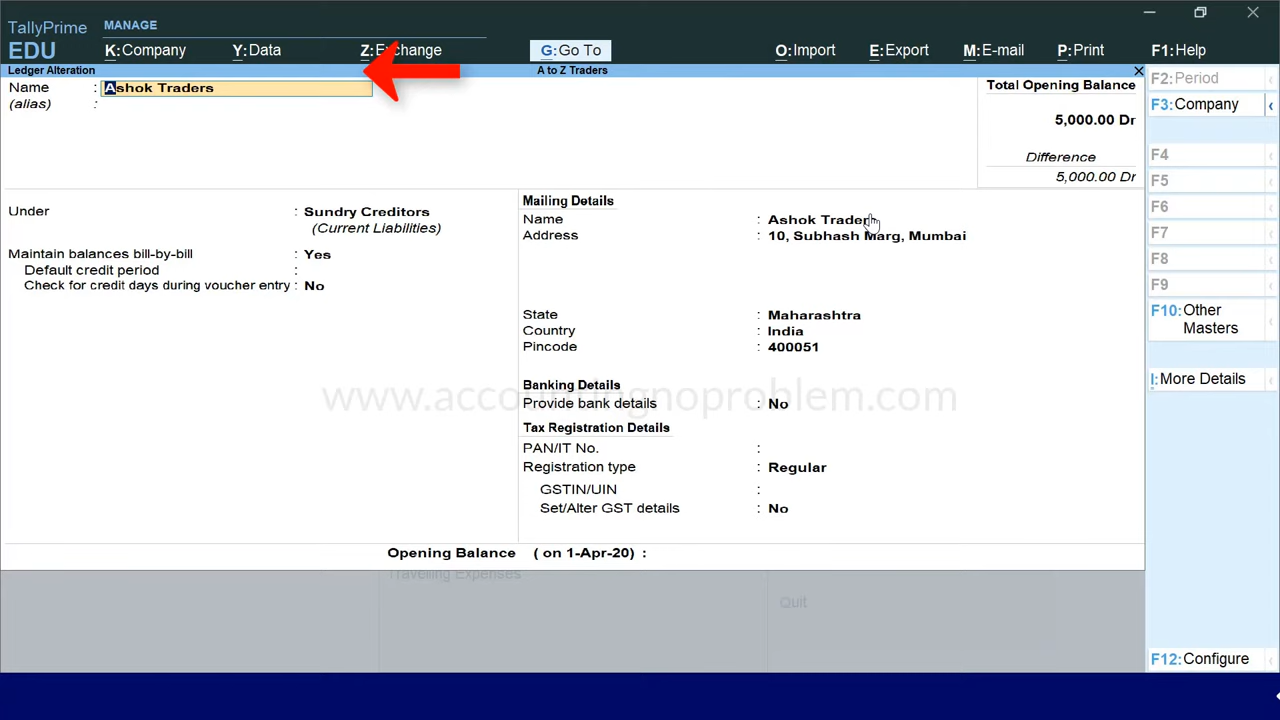 TallyPrime
EDU
MANAGE
K:Company
Y:Data
Z:Exchange
G:Go To
O:Import
E:Export
M:E-mail
P:Print
F1:Help
Ledger Alteration
A to Z Traders
Name : Ashok Traders
(alias) :
Total Opening Balance
5,000.00 Dr
Difference
5,000.00 Dr
Under : Sundry Creditors
(Current Liabilities)
Maintain balances bill-by-bill : Yes
Default credit period :
Check for credit days during voucher entry : No
Mailing Details
Name : Ashok Traders
Address : 10, Subhash Marg, Mumbai
State : Maharashtra
Country : India
Pincode : 400051
Banking Details
Provide bank details : No
Tax Registration Details
PAN/IT No. :
Registration type : Regular
GSTIN/UIN :
Set/Alter GST details : No
Opening Balance ( on 1-Apr-20) :
www.accountingnoproblem.com
Travelling Expenses
Quit
F2:Period
F3:Company
F4
F5
F6
F7
F8
F9
F10:Other
Masters
I:More Details
F12:Configure